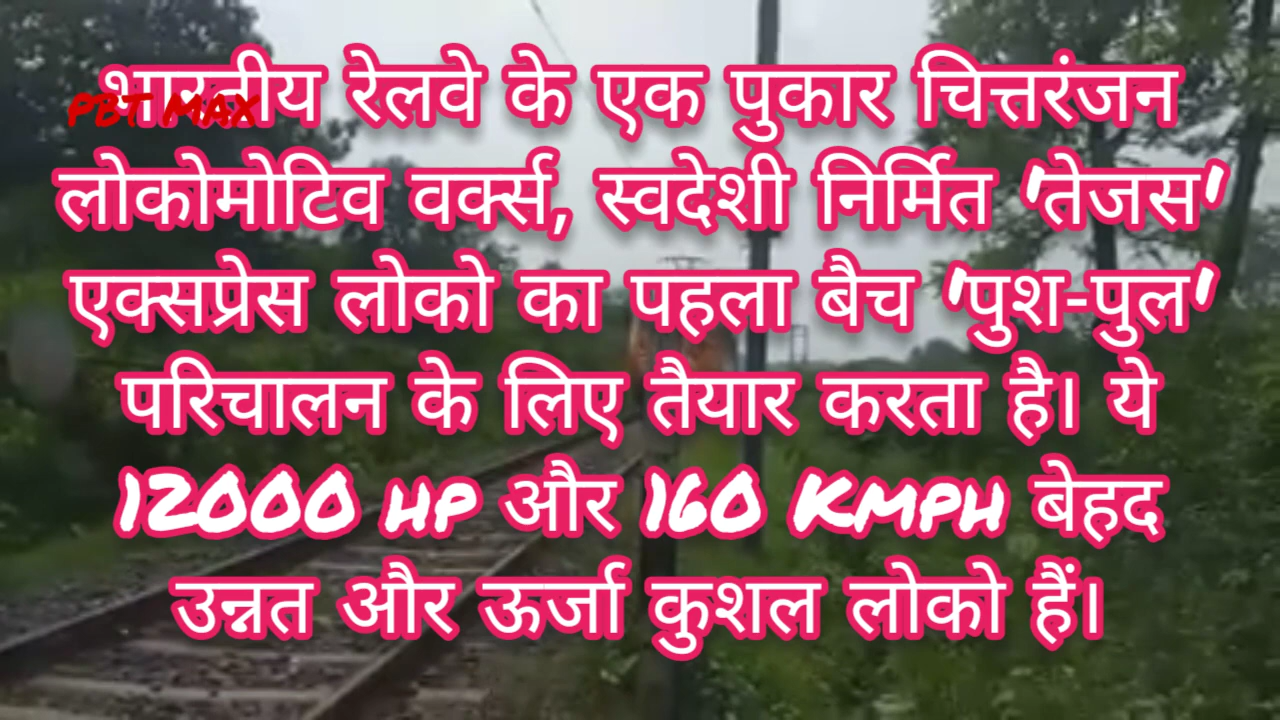 भारतीय रेलवे के एक पुकार चित्तरंजन
PBT MAX
लोकोमोटिव वर्क्स, स्वदेशी निर्मित 'तेजस'
एक्सप्रेस लोको का पहला बैच 'पुश-पुल'
परिचालन के लिए तैयार करता है। ये
12000 HP और 160 KMPH बेहद
उन्नत और ऊर्जा कुशल लोको हैं।